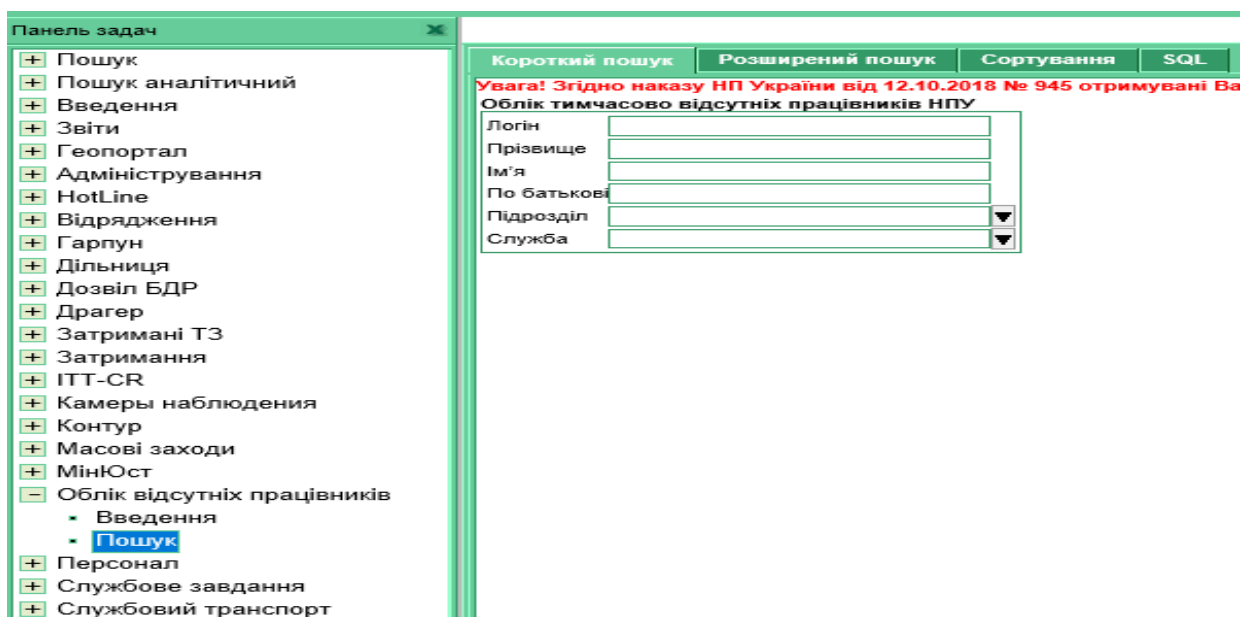 Панель задач
Пошук
Пошук аналітичний
Введення
Звіти
Геопортал
Адміністрування
HotLine
Відрядження
Гарпун
Дільниця
Дозвіл БДР
Драгер
Затримані ТЗ
Затримання
ITT-CR
Камеры наблюдения
Контур
Масові заходи
МінЮст
Облік відсутніх працівників
Введення
Пошук
Персонал
Службове завдання
Службовий транспорт
Короткий пошук Розширений пошук Сортування SQL
Увага! Згідно наказу НП України від 12.10.2018 № 945 отримувані Ва
Облік тимчасово відсутніх працівників НПУ
Логін
Прізвище
Ім'я
По батькові
Підрозділ
Служба